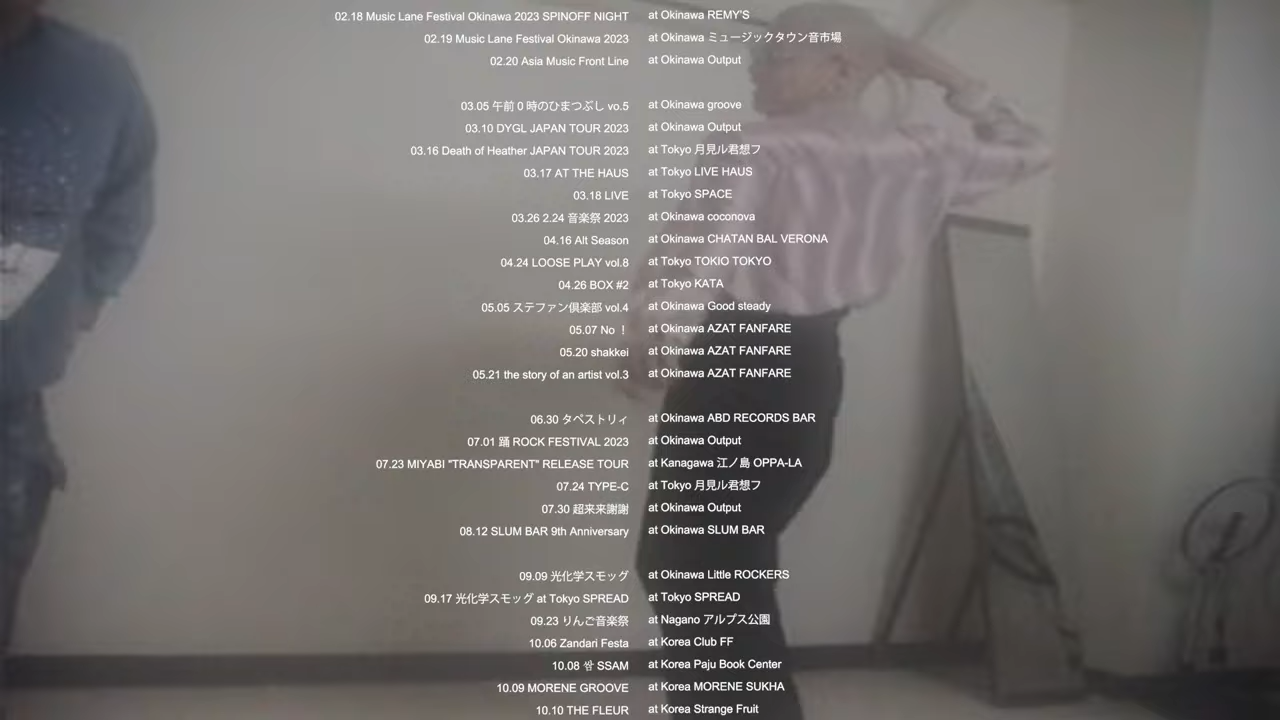 02.18 Music Lane Festival Okinawa 2023 SPINOFF NIGHT at Okinawa REMY'S
02.19 Music Lane Festival Okinawa 2023 at Okinawa ミュージックタウン音市場
02.20 Asia Music Front Line at Okinawa Output
03.05 午前0時のひまつぶし vo.5 at Okinawa groove
03.10 DYGL JAPAN TOUR 2023 at Okinawa Output
03.16 Death of Heather JAPAN TOUR 2023 at Tokyo 月見ル君想フ
03.17 AT THE HAUS at Tokyo LIVE HAUS
03.18 LIVE at Tokyo SPACE
03.26 2.24 音楽祭 2023 at Okinawa coconova
04.16 Alt Season at Okinawa CHATAN BAL VERONA
04.24 LOOSE PLAY vol.8 at Tokyo TOKIO TOKYO
04.26 BOX #2 at Tokyo KATA
05.05 ステファン倶楽部 vol.4 at Okinawa Good steady
05.07 No ！ at Okinawa AZAT FANFARE
05.20 shakkei at Okinawa AZAT FANFARE
05.21 the story of an artist vol.3 at Okinawa AZAT FANFARE
06.30 タペストリィ at Okinawa ABD RECORDS BAR
07.01 踊 ROCK FESTIVAL 2023 at Okinawa Output
07.23 MIYABI "TRANSPARENT" RELEASE TOUR at Kanagawa 江ノ島 OPPA-LA
07.24 TYPE-C at Tokyo 月見ル君想フ
07.30 超来来謝謝 at Okinawa Output
08.12 SLUM BAR 9th Anniversary at Okinawa SLUM BAR
09.09 光化学スモッグ at Okinawa Little ROCKERS
09.17 光化学スモッグ at Tokyo SPREAD at Tokyo SPREAD
09.23 りんご音楽祭 at Nagano アルプス公園
10.06 Zandari Festa at Korea Club FF
10.08 쌈 SSAM at Korea Paju Book Center
10.09 MORENE GROOVE at Korea MORENE SUKHA
10.10 THE FLEUR at Korea Strange Fruit